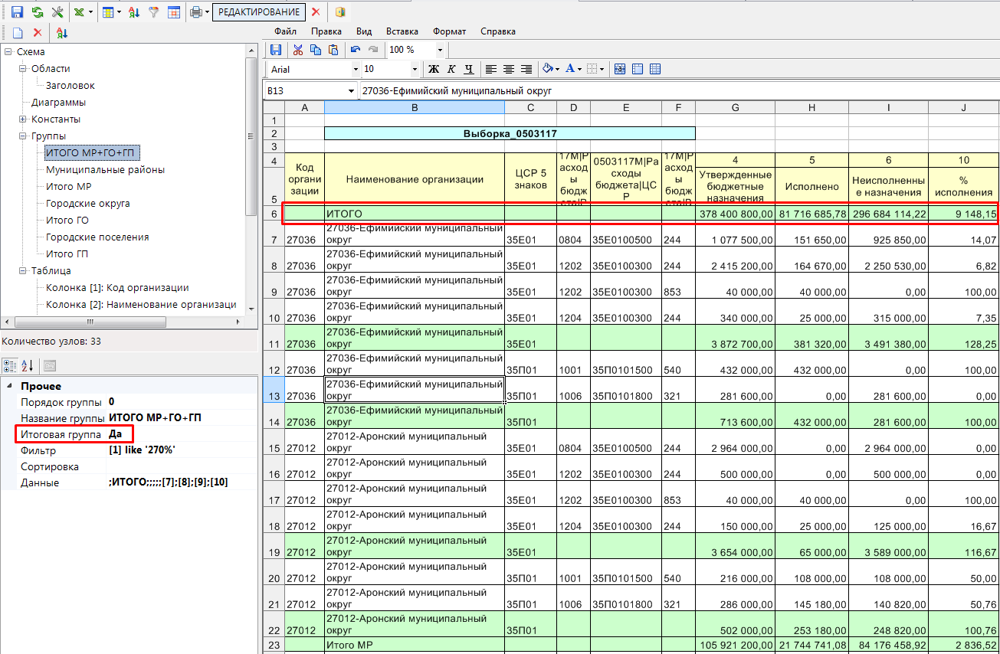 РЕДАКТИРОВАНИЕ
Схема
Области
Заголовок
Диаграммы
Константы
Группы
ИТОГО МР+ГО+ГП
Муниципальные районы
Итого МР
Городские округа
Итого ГО
Городские поселения
Итого ГП
Таблица
Колонка [1]: Код организации
Колонка [2]: Наименование организаци
Количество узлов: 33
Прочее
Порядок группы 0
Название группы ИТОГО МР+ГО+ГП
Итоговая группа Да
Фильтр [1] like '270%'
Сортировка
Данные ;ИТОГО;;;;;[7];[8];[9];[10]
Файл Правка Вид Вставка Формат Справка
100 %
Arial 10 Ж К Ч
B13 27036-Ефимийский муниципальный округ
A B C D E F G H I J
1
2 Выборка_0503117
3
4 Код органи зации Наименование организации ЦСР 5 знаков 17М|Р асход ы бюдж 0503117М|Ра сходы бюджета|ЦС Р 17М|Р асход ы бюдж 4 5 6 10
5 Утвержденные бюджетные назначения Исполнено Неисполненны е назначения % исполнения
6 ИТОГО 378 400 800,00 81 716 685,78 296 684 114,22 9 148,15
7 27036 27036-Ефимийский муниципальный округ 35Е01 0804 35Е0100500 244 1 077 500,00 151 650,00 925 850,00 14,07
8 27036 27036-Ефимийский муниципальный округ 35Е01 1202 35Е0100300 244 2 415 200,00 164 670,00 2 250 530,00 6,82
9 27036 27036-Ефимийский муниципальный округ 35Е01 1202 35Е0100300 853 40 000,00 40 000,00 0,00 100,00
10 27036 27036-Ефимийский муниципальный округ 35Е01 1204 35Е0100300 244 340 000,00 25 000,00 315 000,00 7,35
11 27036 27036-Ефимийский муниципальный округ 35Е01 3 872 700,00 381 320,00 3 491 380,00 128,25
12 27036 27036-Ефимийский муниципальный округ 35П01 1001 35П0101500 540 432 000,00 432 000,00 0,00 100,00
13 27036 27036-Ефимийский муниципальный округ 35П01 1006 35П0101800 321 281 600,00 0,00 281 600,00 0,00
14 27036 27036-Ефимийский муниципальный округ 35П01 713 600,00 432 000,00 281 600,00 100,00
15 27012 27012-Аронский муниципальный округ 35Е01 0804 35Е0100500 244 2 964 000,00 0,00 2 964 000,00 0,00
16 27012 27012-Аронский муниципальный округ 35Е01 1202 35Е0100300 244 500 000,00 0,00 500 000,00 0,00
17 27012 27012-Аронский муниципальный округ 35Е01 1202 35Е0100300 853 40 000,00 40 000,00 0,00 100,00
18 27012 27012-Аронский муниципальный округ 35Е01 1204 35Е0100300 244 150 000,00 25 000,00 125 000,00 16,67
19 27012 27012-Аронский муниципальный округ 35Е01 3 654 000,00 65 000,00 3 589 000,00 116,67
20 27012 27012-Аронский муниципальный округ 35П01 1001 35П0101500 540 216 000,00 108 000,00 108 000,00 50,00
21 27012 27012-Аронский муниципальный округ 35П01 1006 35П0101800 321 286 000,00 145 180,00 140 820,00 50,76
22 27012 27012-Аронский муниципальный округ 35П01 502 000,00 253 180,00 248 820,00 100,76
23 Итого МР 105 921 200,00 21 744 741,08 84 176 458,92 2 836,52